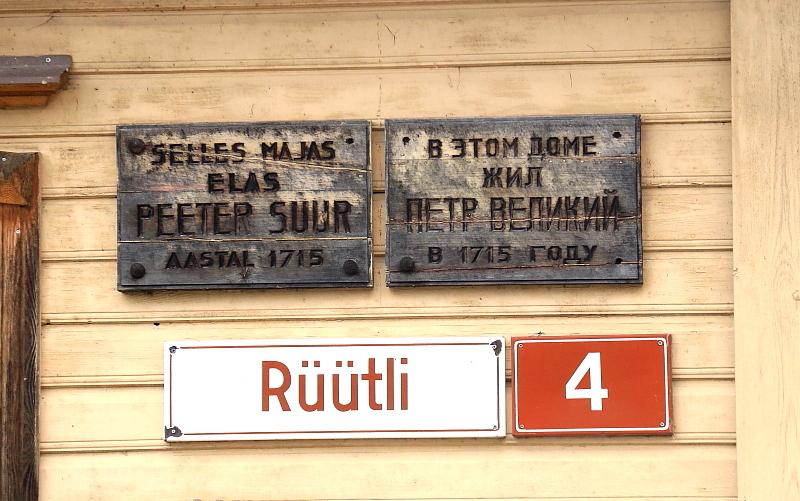 SELLES MAJAS
ELAS
PEETER SUUR
AASTAL 1715
В ЭТОМ ДОМЕ
ЖИЛ
ПЕТР ВЕЛИКИЙ
В 1715 ГОДУ
Rüütli
4